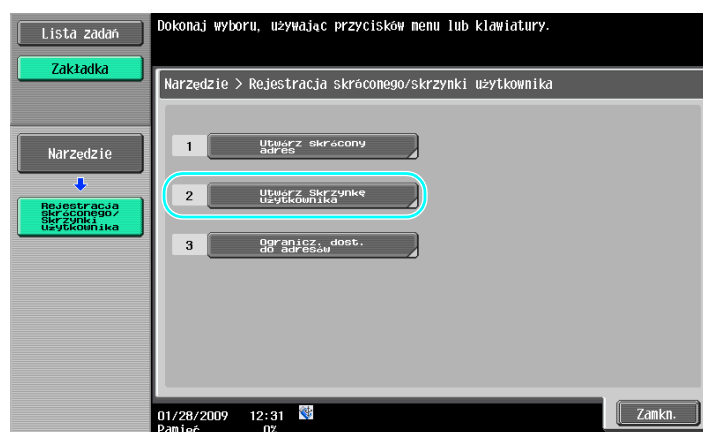 Lista zadań
Dokonaj wyboru, używając przycisków menu lub klawiatury.
Zakładka
Narzędzie > Rejestracja skróconego/skrzynki użytkownika
Narzędzie
Rejestracja
skróconego/
Skrzynki
użytkownika
1 Utwórz skrócony
adres
2 Utwórz Skrzynkę
Użytkownika
3 Ogranicz. dost.
do adresów
01/28/2009 12:31
Pamięć 0%
Zamkn.